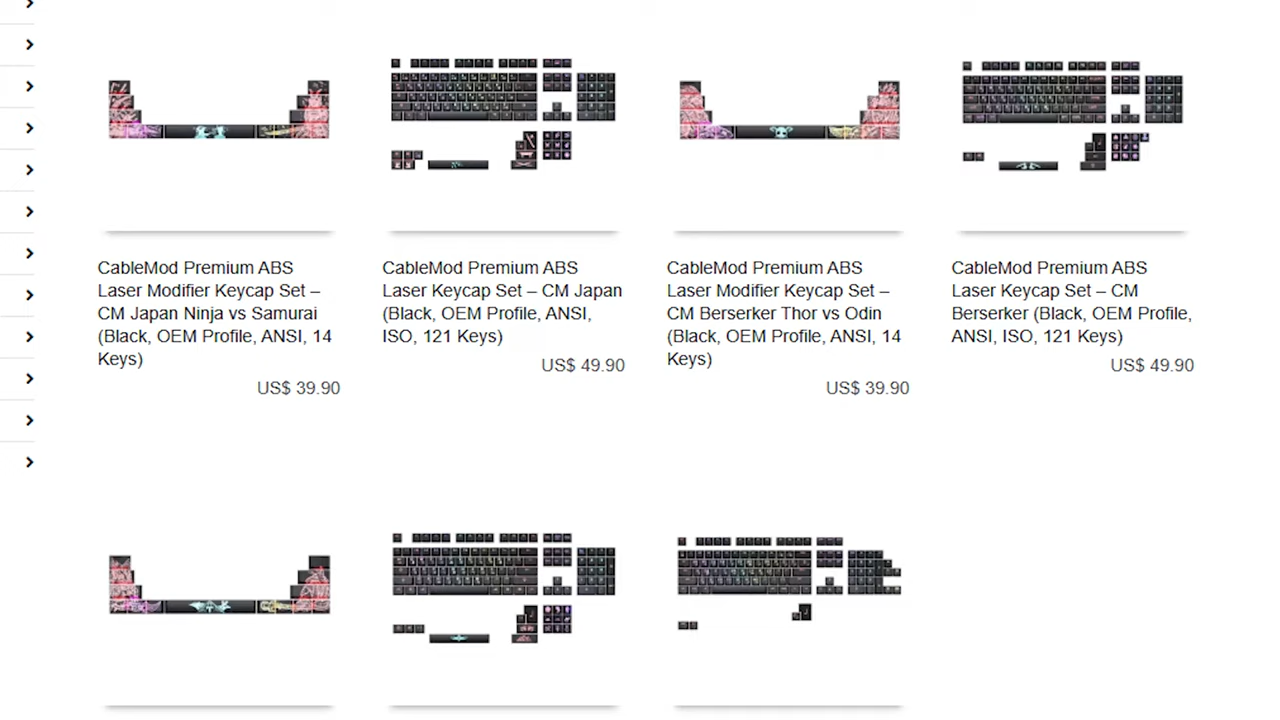 CableMod Premium ABS
Laser Modifier Keycap Set –
CM Japan Ninja vs Samurai
(Black, OEM Profile, ANSI, 14
Keys)
US$ 39.90
CableMod Premium ABS
Laser Keycap Set – CM Japan
(Black, OEM Profile, ANSI,
ISO, 121 Keys)
US$ 49.90
CableMod Premium ABS
Laser Modifier Keycap Set –
CM Berserker Thor vs Odin
(Black, OEM Profile, ANSI, 14
Keys)
US$ 39.90
CableMod Premium ABS
Laser Keycap Set – CM
Berserker (Black, OEM Profile,
ANSI, ISO, 121 Keys)
US$ 49.90